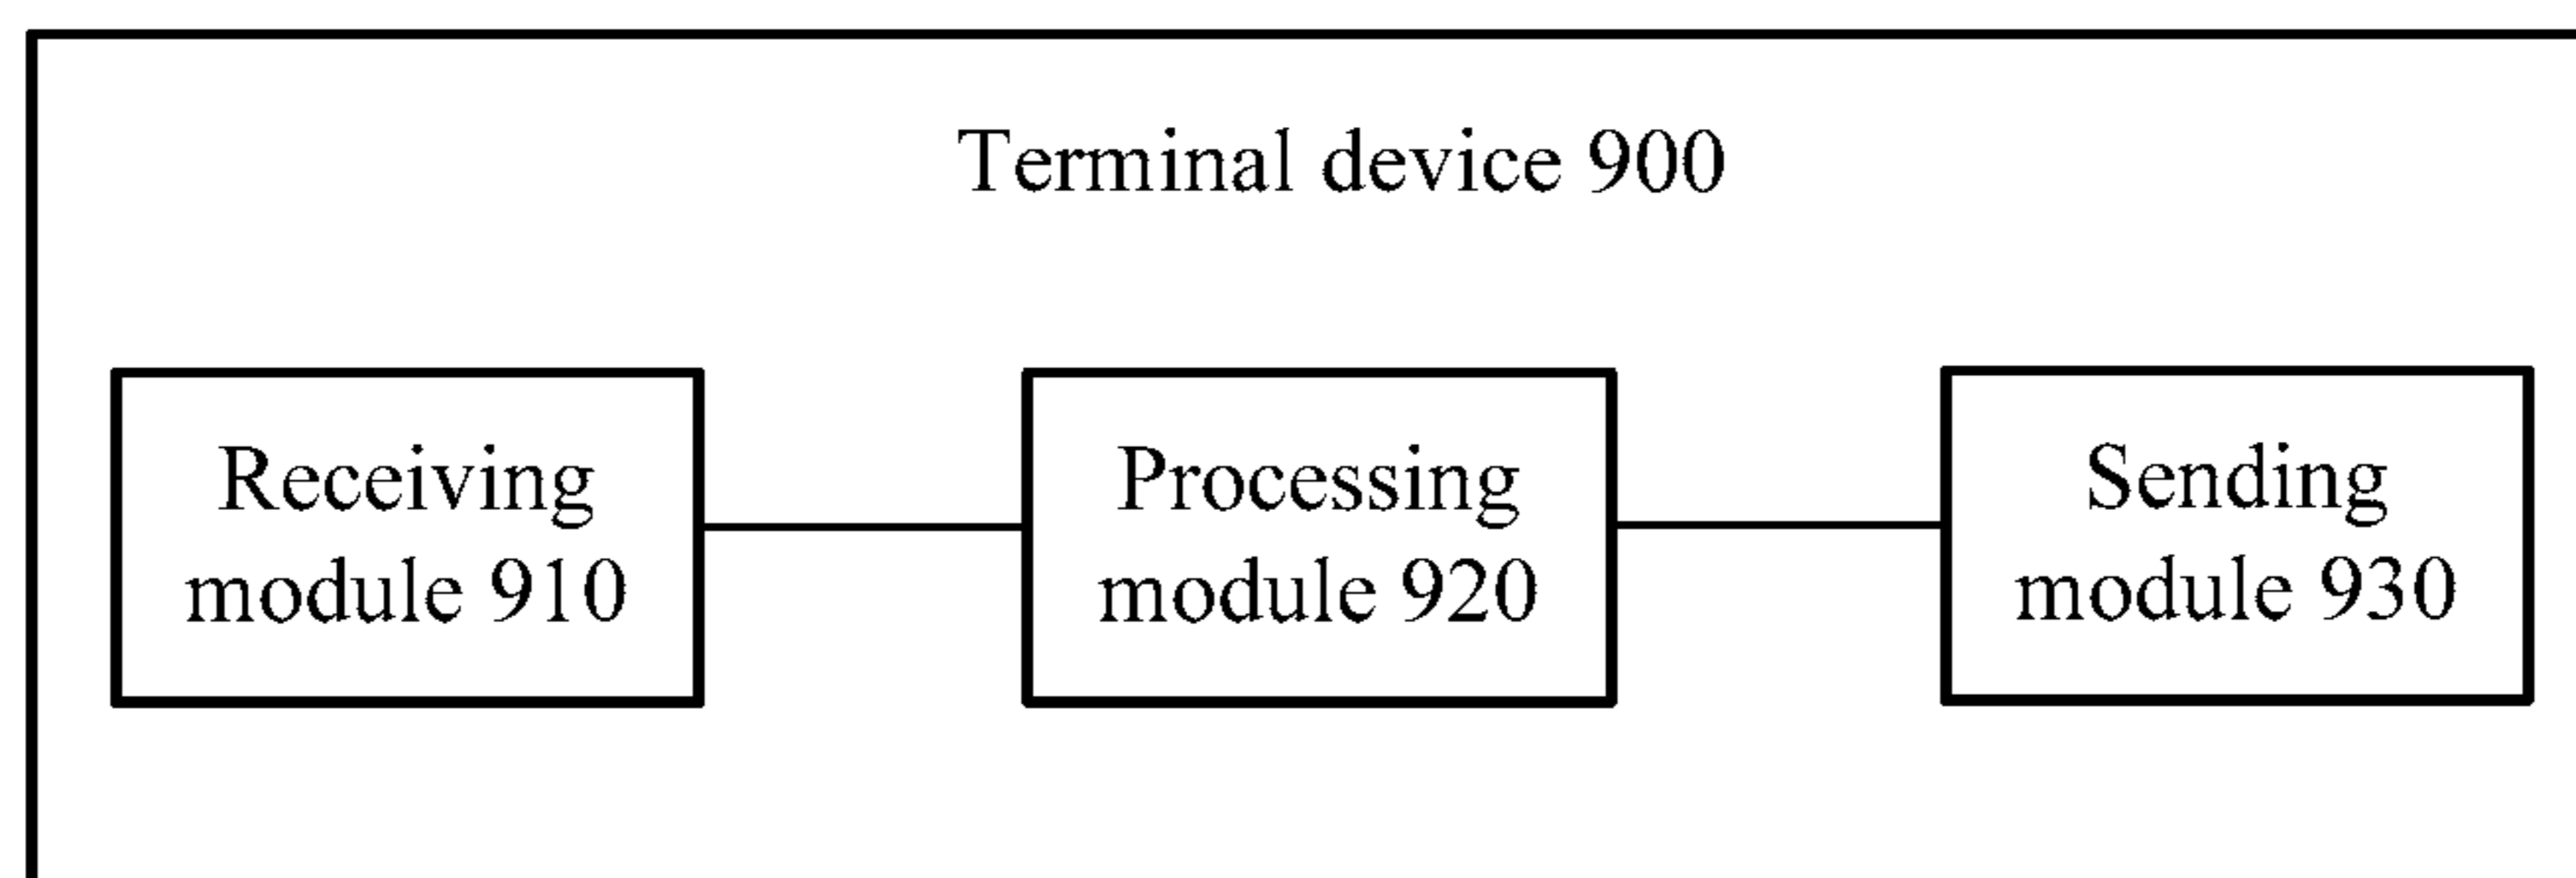 Terminal device 900
Receiving
module 910
Processing
module 920
Sending
module 930